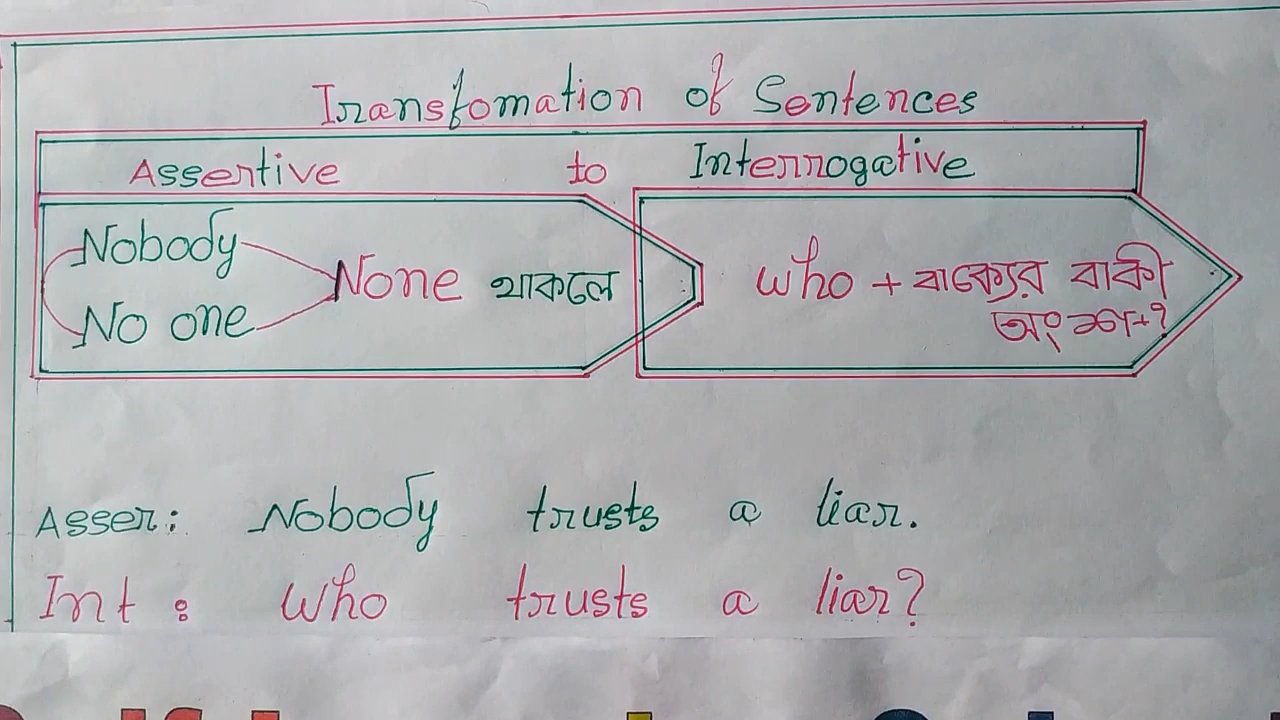 Transfomation of Sentences
Assertive to Interrogative
Nobody
No one
None থাকলে
who + বাক্যের বাকী
অংশ+?
Asser: Nobody trusts a liar.
Int : Who trusts a liar?